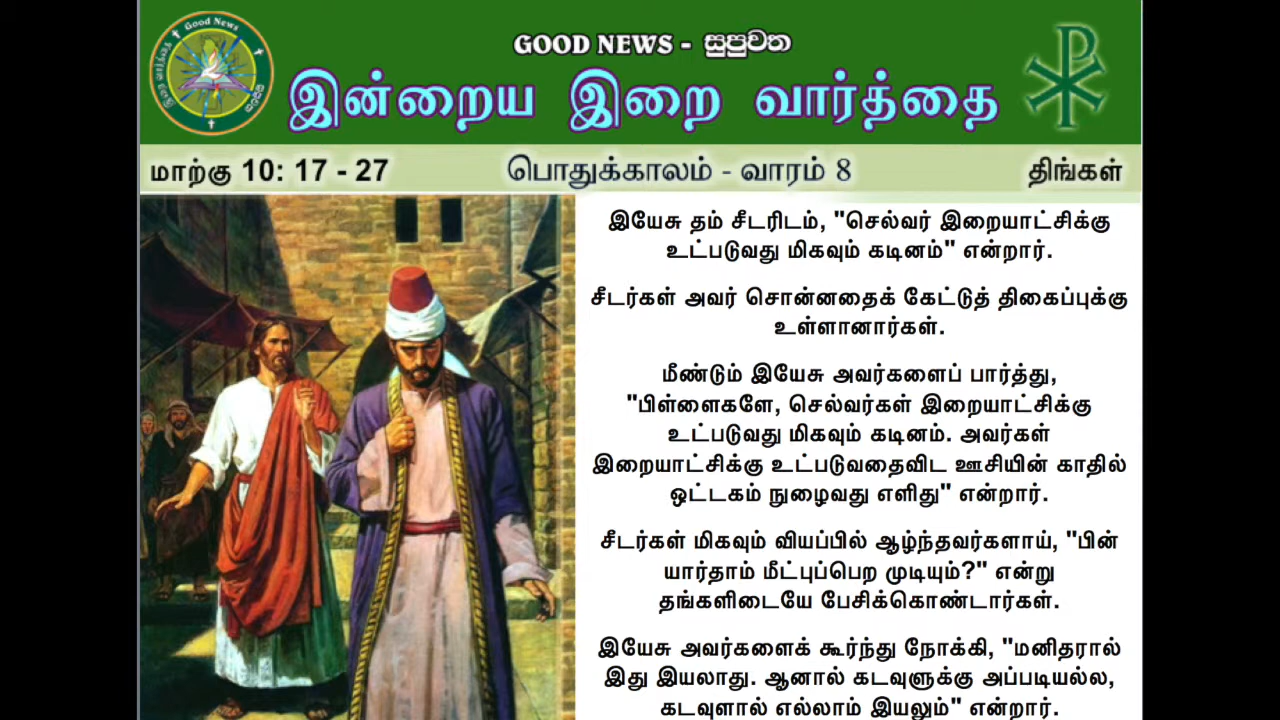 Good News
இறை வார்த்தை
සුපුවත
GOOD NEWS - සුපුවත
இன்றைய இறை வார்த்தை
மாற்கு 10: 17 - 27
பொதுக்காலம் - வாரம் 8
திங்கள்
இயேசு தம் சீடரிடம், "செல்வர் இறையாட்சிக்கு
உட்படுவது மிகவும் கடினம்" என்றார்.
சீடர்கள் அவர் சொன்னதைக் கேட்டுத் திகைப்புக்கு
உள்ளானார்கள்.
மீண்டும் இயேசு அவர்களைப் பார்த்து,
"பிள்ளைகளே, செல்வர்கள் இறையாட்சிக்கு
உட்படுவது மிகவும் கடினம். அவர்கள்
இறையாட்சிக்கு உட்படுவதைவிட ஊசியின் காதில்
ஒட்டகம் நுழைவது எளிது" என்றார்.
சீடர்கள் மிகவும் வியப்பில் ஆழ்ந்தவர்களாய், "பின்
யார்தாம் மீட்புப்பெற முடியும்?" என்று
தங்களிடையே பேசிக்கொண்டார்கள்.
இயேசு அவர்களைக் கூர்ந்து நோக்கி, "மனிதரால்
இது இயலாது. ஆனால் கடவுளுக்கு அப்படியல்ல,
கடவுளால் எல்லாம் இயலும்" என்றார்.